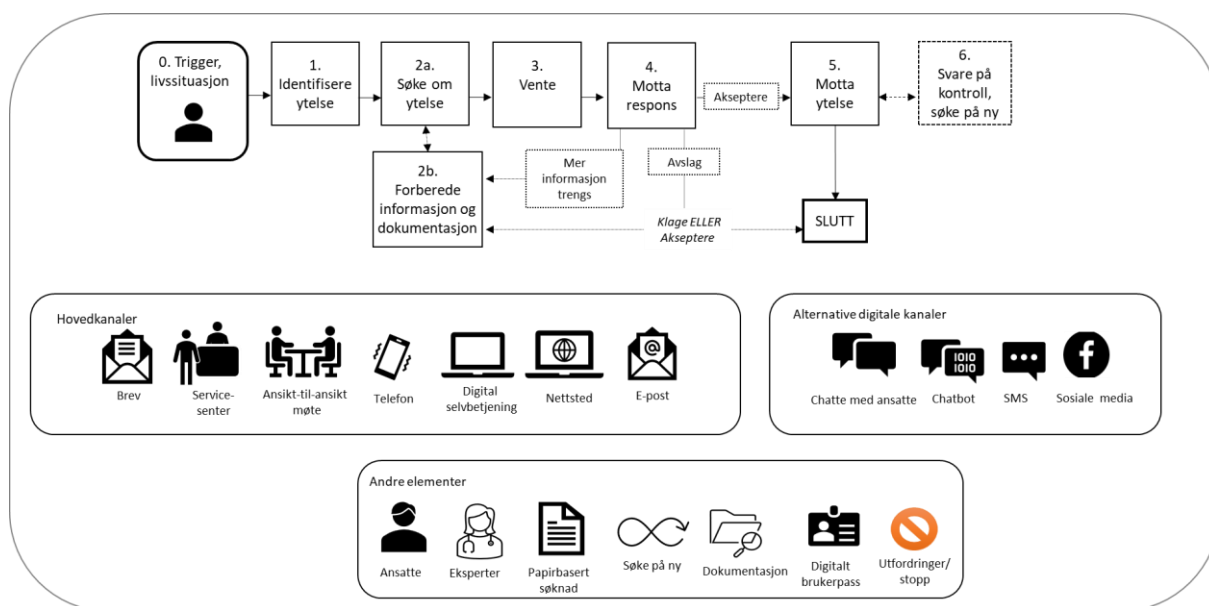 0. Trigger,
livssituasjon
1.
Identifisere
ytelse
2a.
Søke om
ytelse
3.
Vente
4.
Motta
respons
Akseptere
5.
Motta
ytelse
6.
Svare på
kontroll,
søke på ny
2b.
Forberede
informasjon og
dokumentasjon
Mer
informasjon
trengs
Avslag
Klage ELLER
Akseptere
SLUTT
Hovedkanaler
Brev
Service-
senter
Ansikt-til-ansikt
møte
Telefon
Digital
selvbetjening
Nettsted
@
E-post
Alternative digitale kanaler
Chatte med ansatte
1010
1010
Chatbot
SMS
f
Sosiale media
Andre elementer
Ansatte
Eksperter
Papirbasert
søknad
Søke på ny
Dokumentasjon
Digitalt
brukerpass
Utfordringer/
stopp